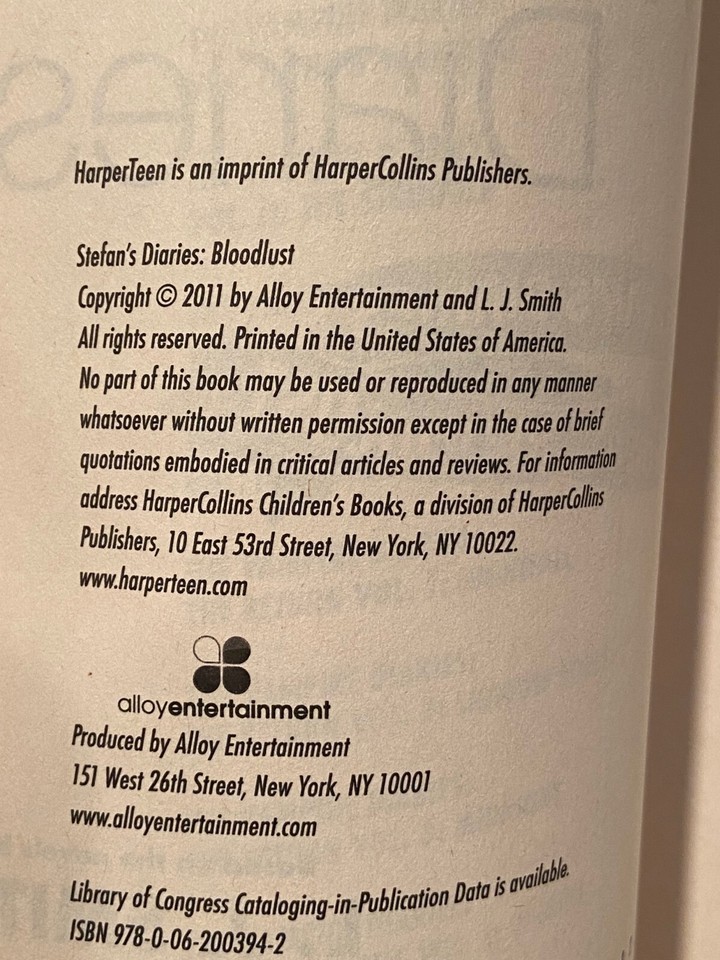 HarperTeen is an imprint of HarperCollins Publishers.
Stefan's Diaries: Bloodlust
Copyright © 2011 by Alloy Entertainment and L. J. Smith
All rights reserved. Printed in the United States of America.
No part of this book may be used or reproduced in any manner
whatsoever without written permission except in the case of brief
quotations embodied in critical articles and reviews. For information
address HarperCollins Children's Books, a division of HarperCollins
Publishers, 10 East 53rd Street, New York, NY 10022.
www.harperteen.com
alloyentertainment
Produced by Alloy Entertainment
151 West 26th Street, New York, NY 10001
www.alloyentertainment.com
Library of Congress Cataloging-in-Publication Data is available.
ISBN 978-0-06-200394-2